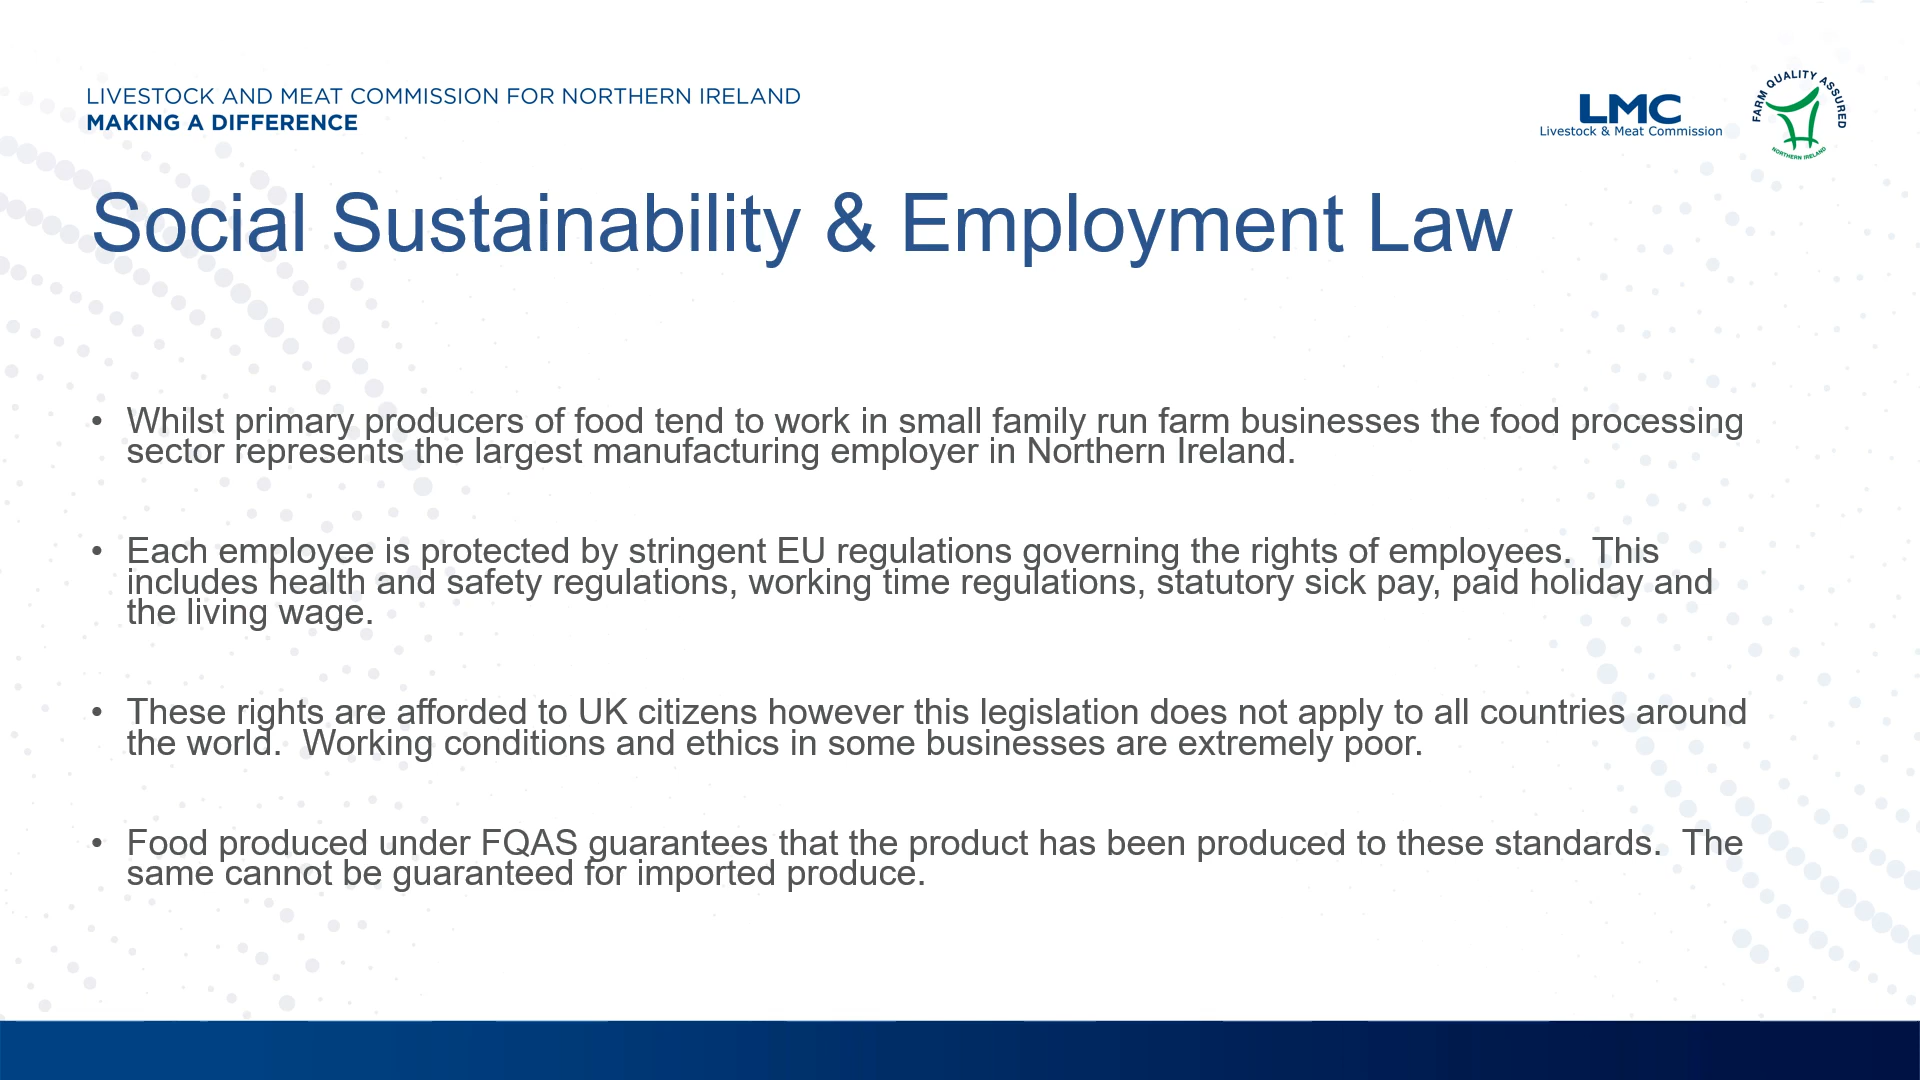 LIVESTOCK AND MEAT COMMISSION FOR NORTHERN IRELAND
MAKING A DIFFERENCE
LMC
Livestock & Meat Commission
FARM QUALITY ASSURED
NORTHERN IRELAND
Social Sustainability & Employment Law
• Whilst primary producers of food tend to work in small family run farm businesses the food processing
sector represents the largest manufacturing employer in Northern Ireland.
• Each employee is protected by stringent EU regulations governing the rights of employees.  This
includes health and safety regulations, working time regulations, statutory sick pay, paid holiday and
the living wage.
• These rights are afforded to UK citizens however this legislation does not apply to all countries around
the world.  Working conditions and ethics in some businesses are extremely poor.
• Food produced under FQAS guarantees that the product has been produced to these standards.  The
same cannot be guaranteed for imported produce.